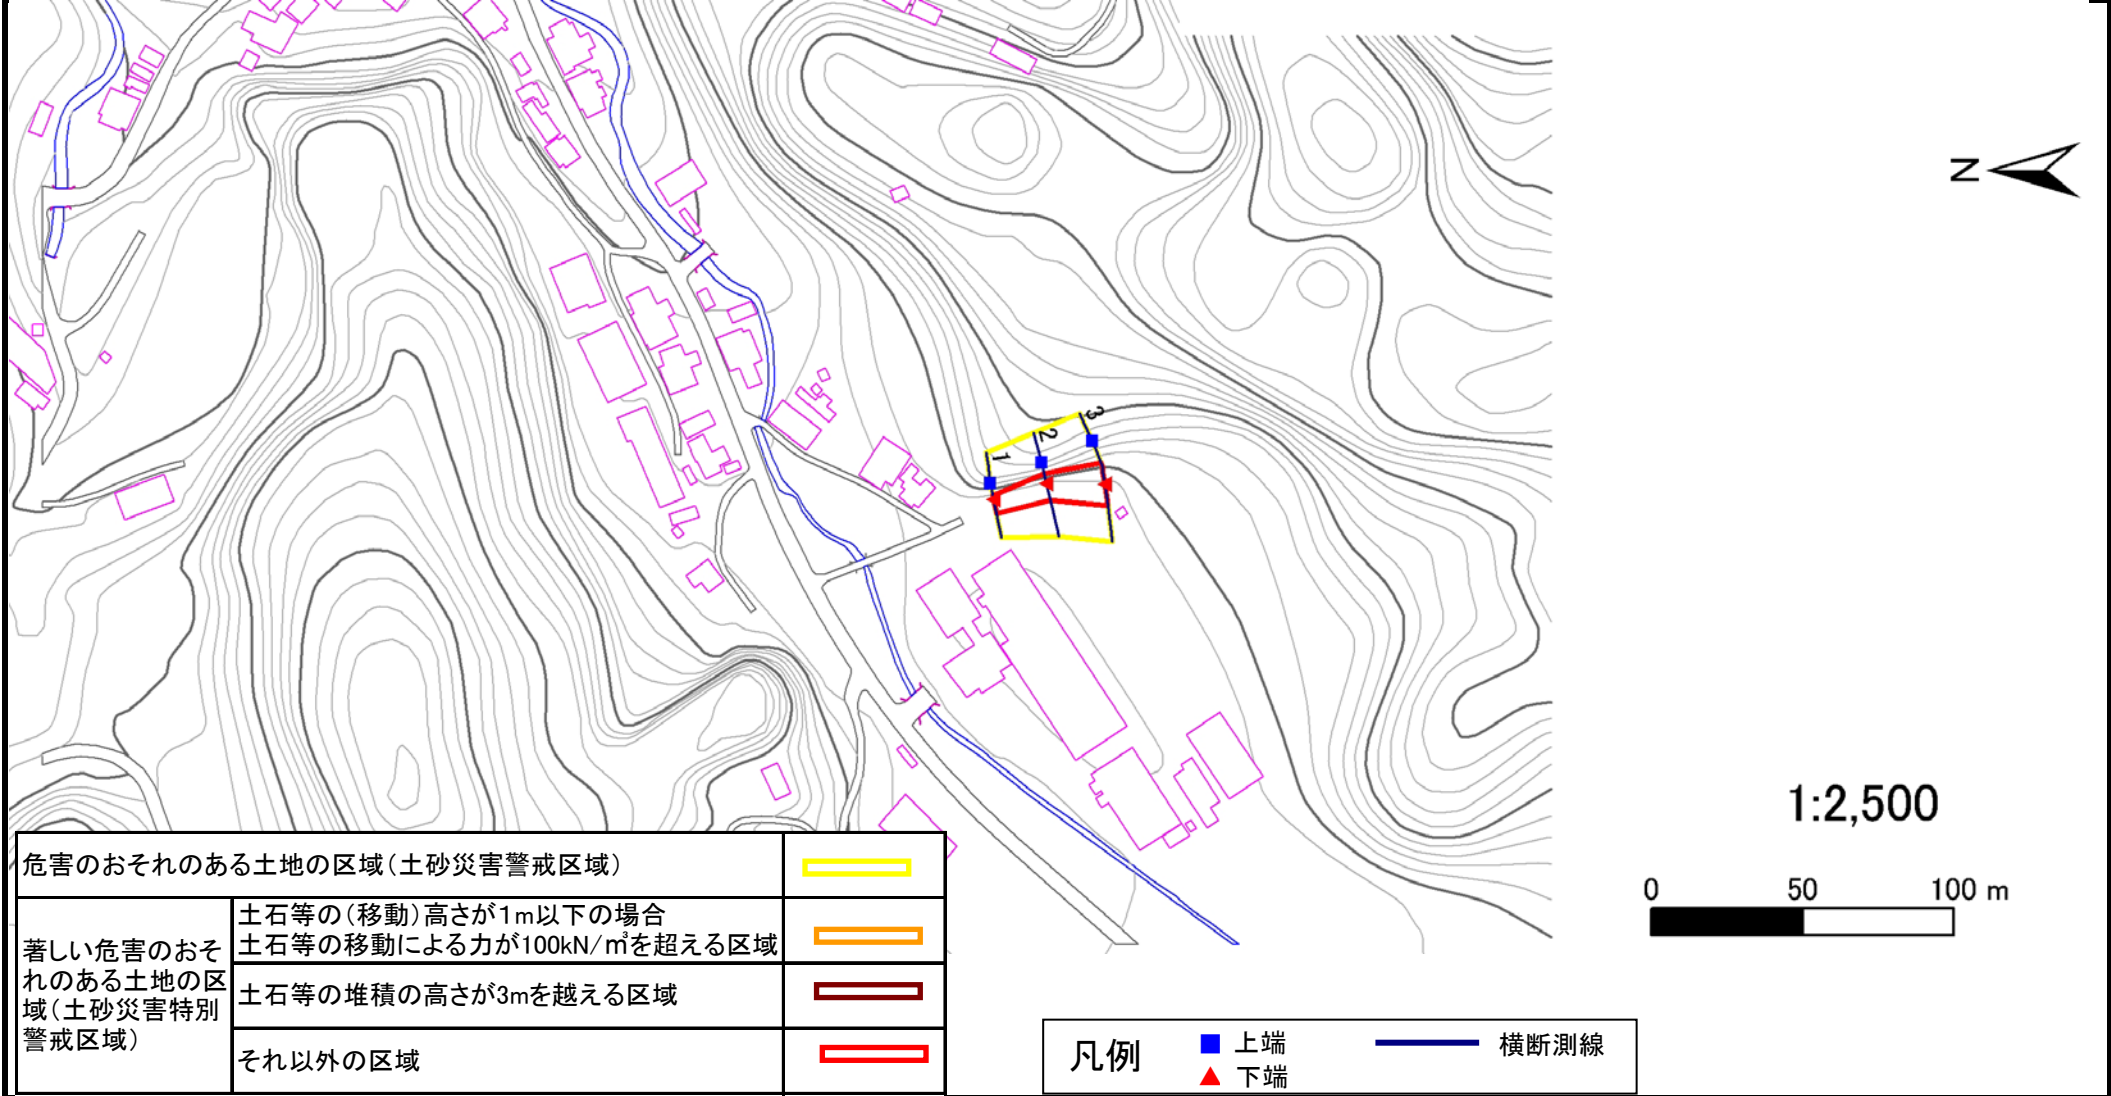 N
1
2
3
1:2,500
0 50 100 m
危害のおそれのある土地の区域(土砂災害警戒区域)
著しい危害のおそ
れのある土地の区
域(土砂災害特別
警戒区域)
土石等の(移動)高さが1m以下の場合
土石等の移動による力が100kN/㎡を超える区域
土石等の堆積の高さが3mを越える区域
それ以外の区域
凡例
上端
下端
横断測線